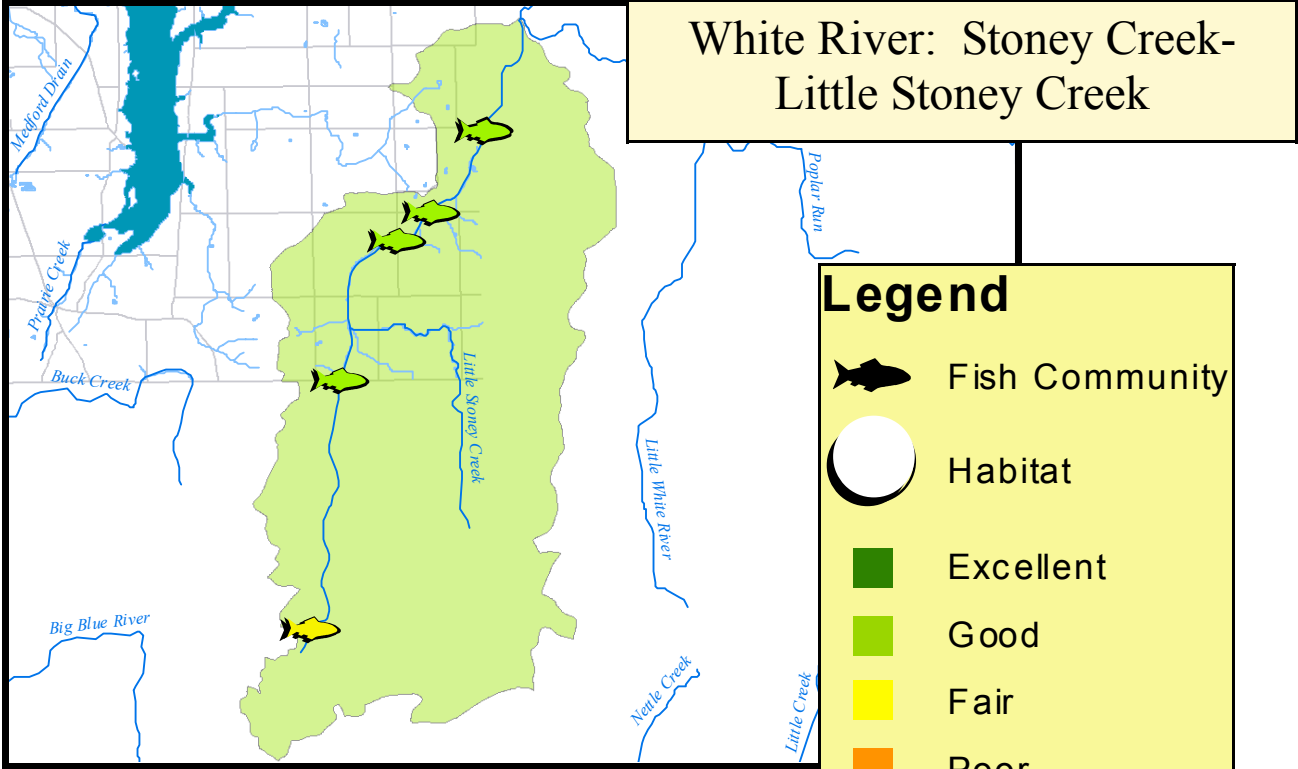 White River: Stoney Creek-
Little Stoney Creek
Medford Drain
Prairie Creek
Buck Creek
Big Blue River
Little Stoney Creek
Little White River
Poplar Run
Nettle Creek
Little Creek
Legend
Fish Community
Habitat
Excellent
Good
Fair
Poor